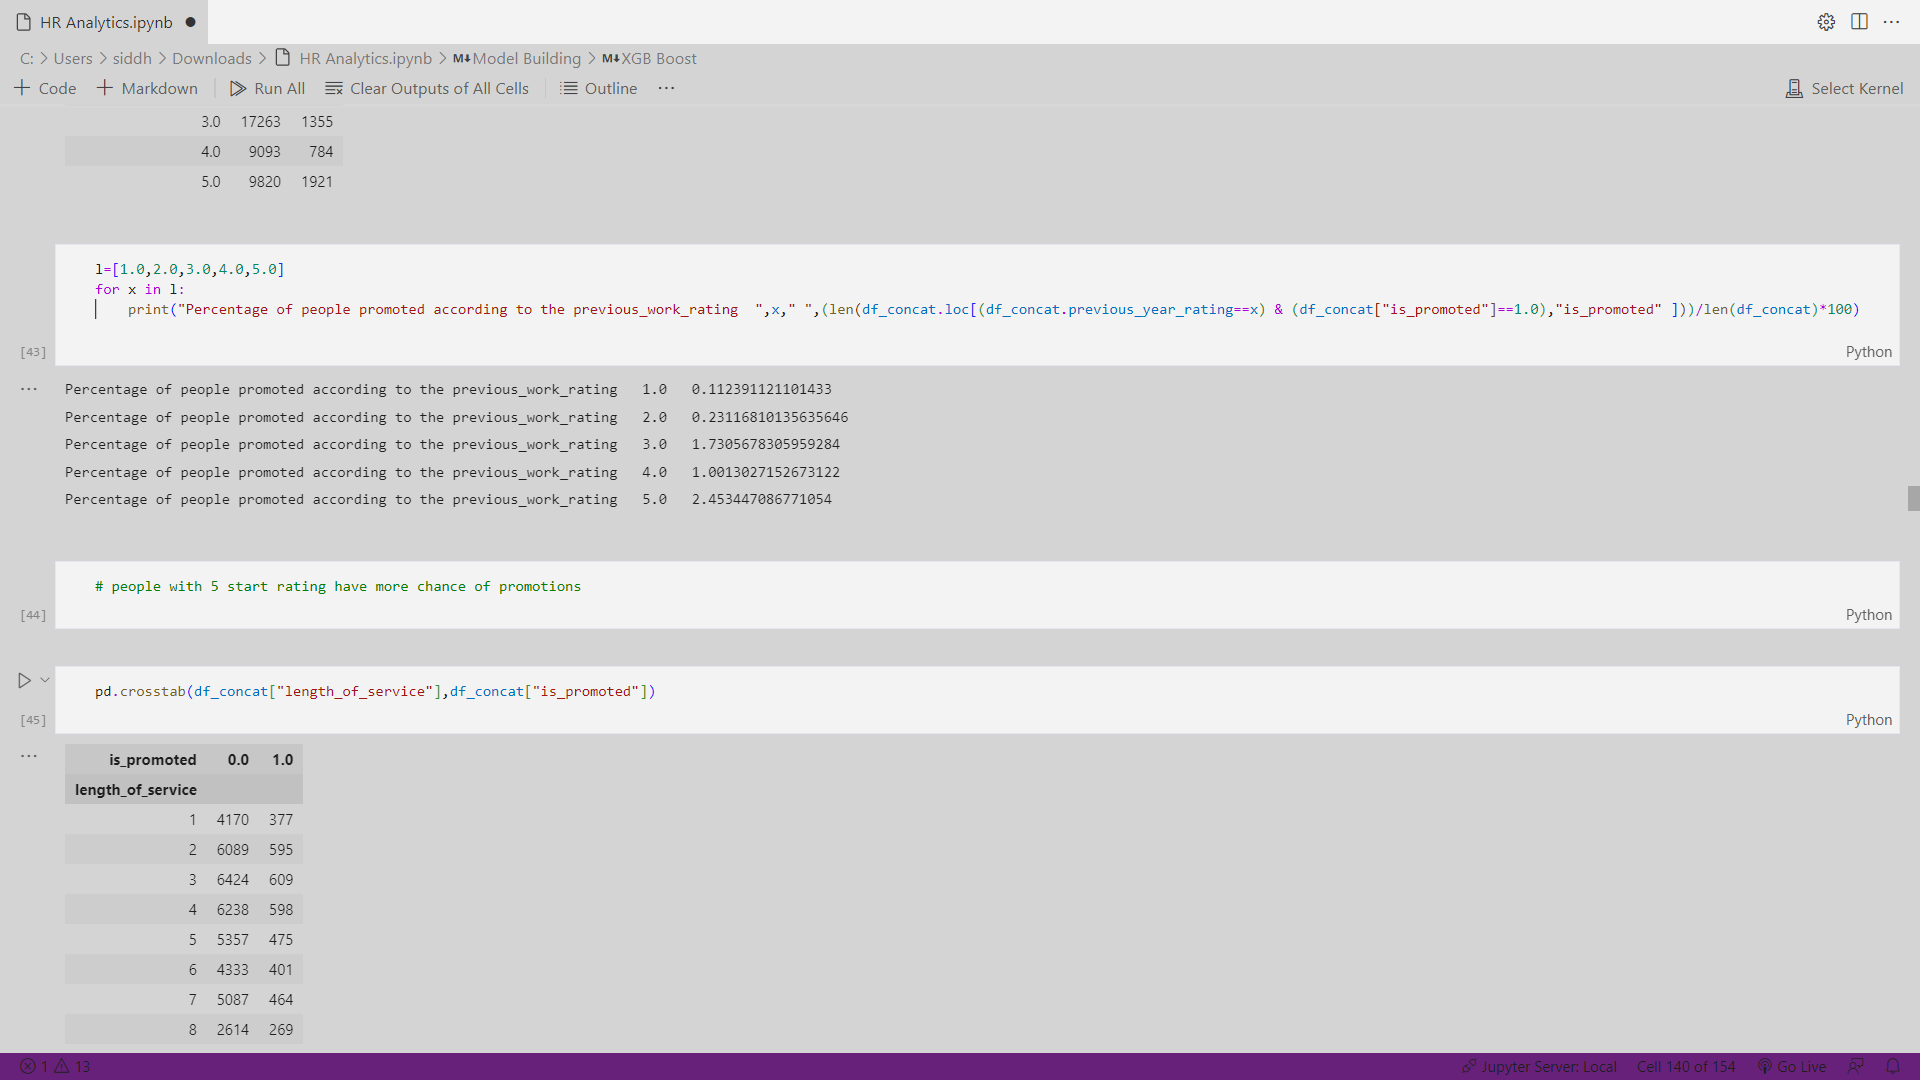 HR Analytics.ipynb
C: > Users > siddh > Downloads > HR Analytics.ipynb > M↓Model Building > M↓XGB Boost
+ Code + Markdown Run All Clear Outputs of All Cells Outline ··· Select Kernel
3.0 17263 1355
4.0 9093 784
5.0 9820 1921
l=[1.0,2.0,3.0,4.0,5.0]
for x in l:
    print("Percentage of people promoted according to the previous_work_rating  ",x," ",(len(df_concat.loc[(df_concat.previous_year_rating==x) & (df_concat["is_promoted"]==1.0),"is_promoted" ]))/len(df_concat)*100)
[43] Python
Percentage of people promoted according to the previous_work_rating   1.0   0.112391121101433
Percentage of people promoted according to the previous_work_rating   2.0   0.23116810135635646
Percentage of people promoted according to the previous_work_rating   3.0   1.7305678305959284
Percentage of people promoted according to the previous_work_rating   4.0   1.0013027152673122
Percentage of people promoted according to the previous_work_rating   5.0   2.453447086771054
# people with 5 start rating have more chance of promotions
[44] Python
pd.crosstab(df_concat["length_of_service"],df_concat["is_promoted"])
[45] Python
is_promoted 0.0 1.0
length_of_service
1 4170 377
2 6089 595
3 6424 609
4 6238 598
5 5357 475
6 4333 401
7 5087 464
8 2614 269
1 13 Jupyter Server: Local Cell 140 of 154 Go Live